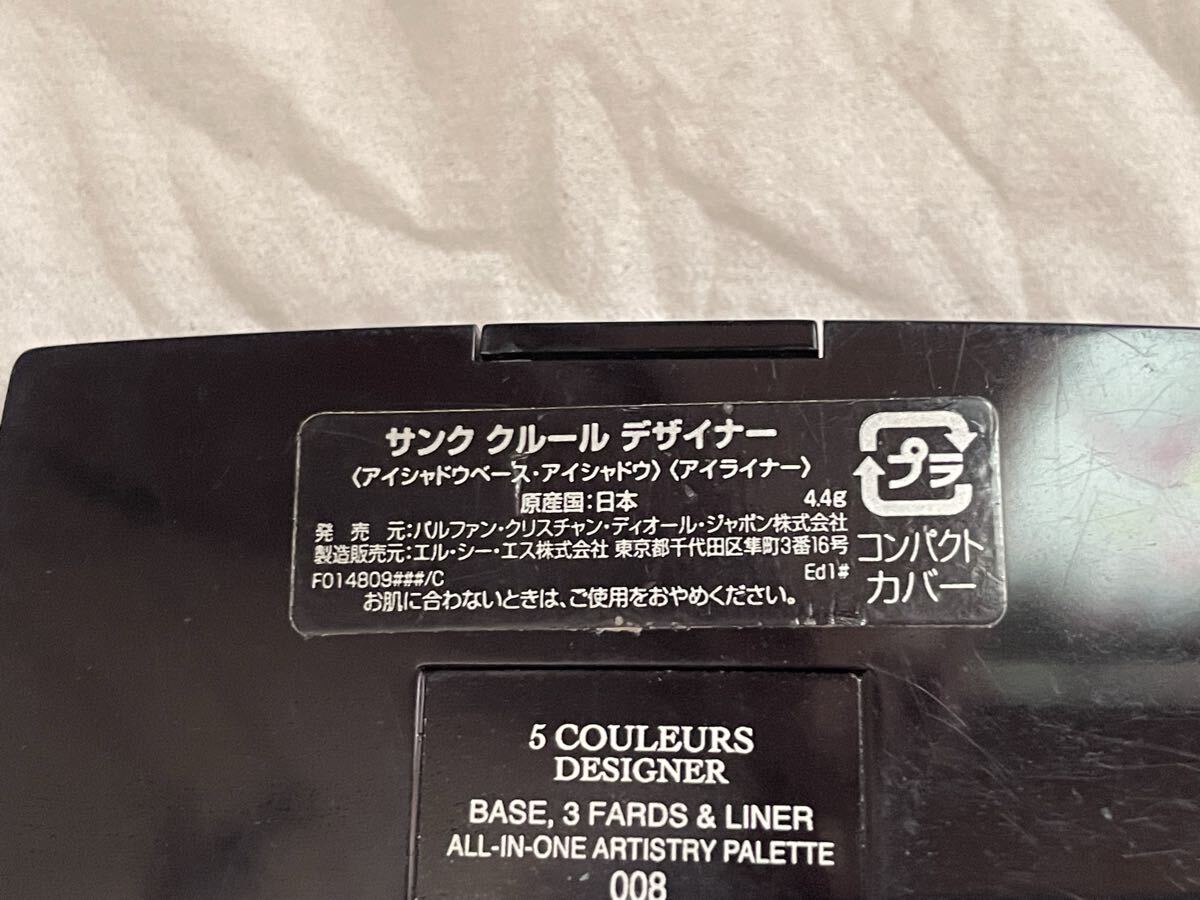 サンク クルール デザイナー
〈アイシャドウベース・アイシャドウ〉〈アイライナー〉
原産国:日本 4.4g
発売元:パルファン・クリスチャン・ディオール・ジャポン株式会社
製造販売元:エル・シー・エス株式会社 東京都千代田区隼町3番16号
F014809###/C Ed1#
お肌に合わないときは、ご使用をおやめください。
プラ
コンパクト
カバー
5 COULEURS
DESIGNER
BASE, 3 FARDS & LINER
ALL-IN-ONE ARTISTRY PALETTE
008